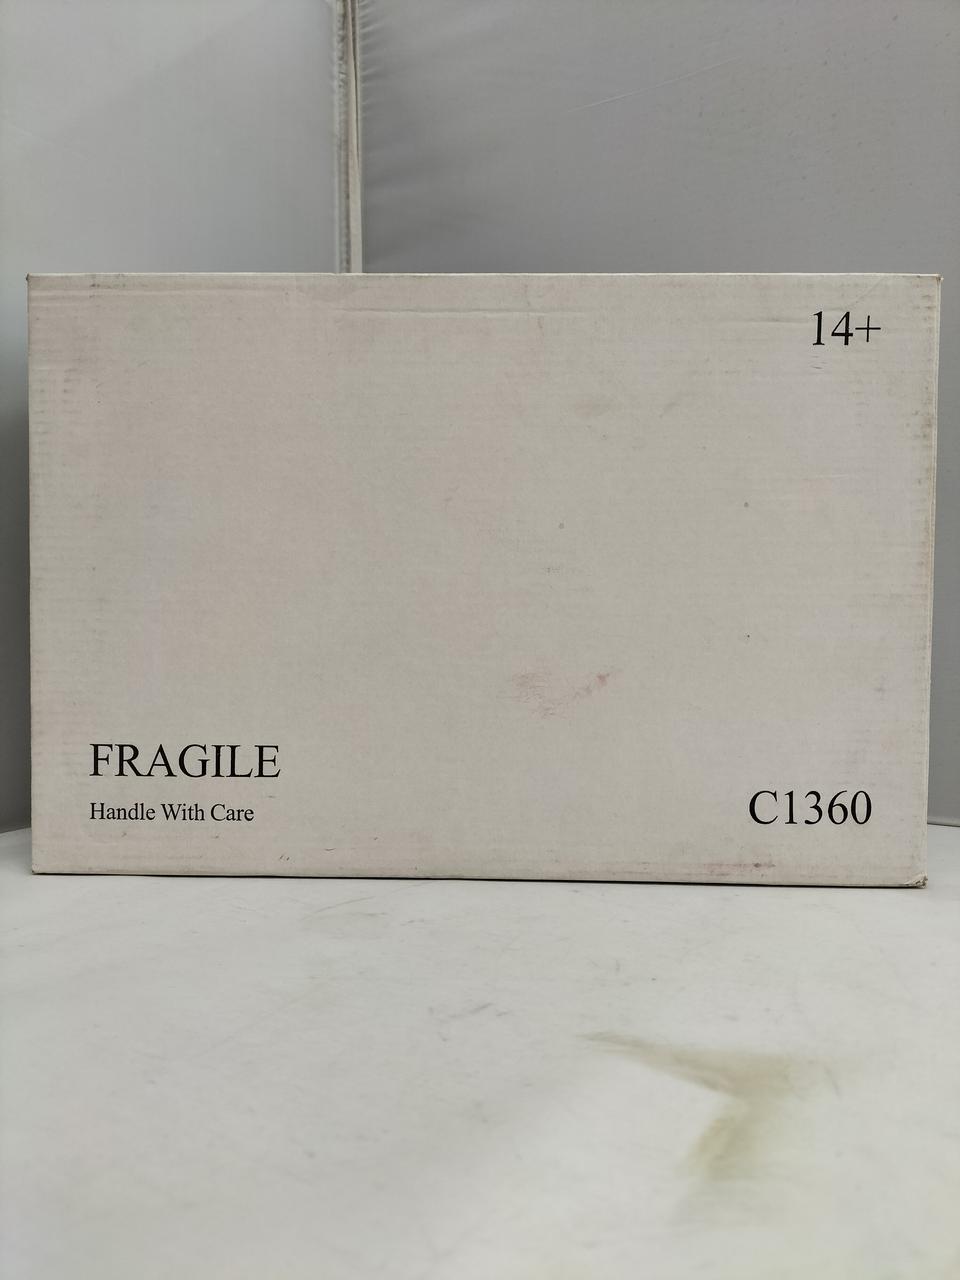 14+
FRAGILE
Handle With Care
C1360